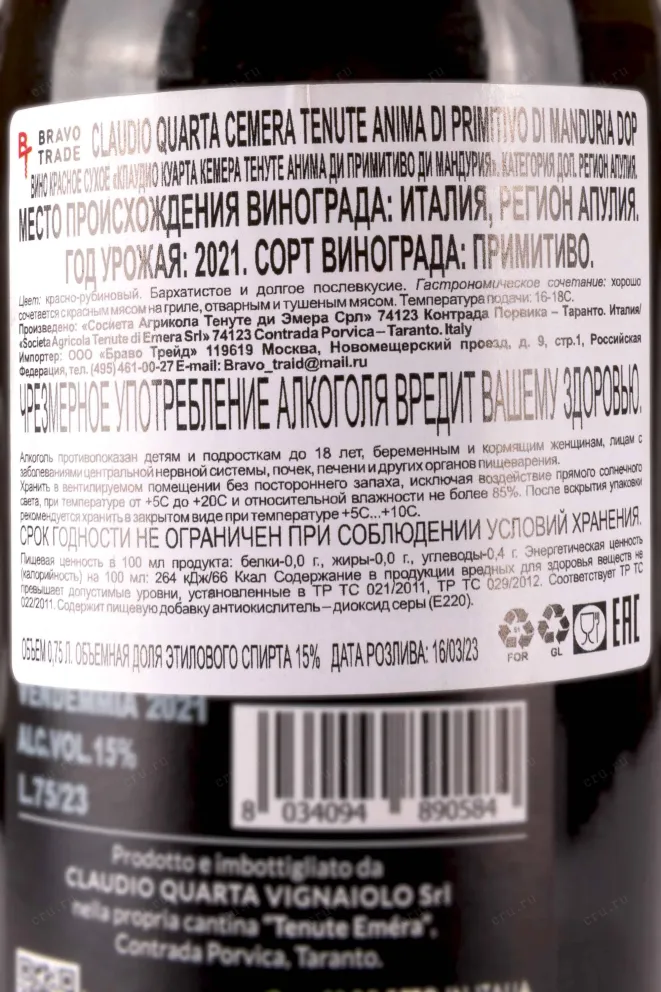 BRAVO
TRADE
CLAUDIO QUARTA CEMERA TENUTE ANIMA DI PRIMITIVO DI MANDURIA DOP
ВИНО КРАСНОЕ СУХОЕ «КЛАУДИО КУАРТА КЕМЕРА ТЕНУТЕ АНИМА ДИ ПРИМИТИВО ДИ МАНДУРИЯ». КАТЕГОРИЯ ДОП. РЕГИОН АПУЛИЯ.
МЕСТО ПРОИСХОЖДЕНИЯ ВИНОГРАДА: ИТАЛИЯ, РЕГИОН АПУЛИЯ.
ГОД УРОЖАЯ: 2021. СОРТ ВИНОГРАДА: ПРИМИТИВО.
Цвет: красно-рубиновый. Бархатистое и долгое послевкусие. Гастрономическое сочетание: хорошо
сочетается с красным мясом на гриле, отварным и тушеным мясом. Температура подачи: 16-18С.
Произведено: «Сосиета Агрикола Тенуте ди Эмера Срл» 74123 Контрада Порвика – Таранто. Италия/
«Societa Agricola Tenute di Emera Srl» 74123 Contrada Porvica – Taranto. Italy
Импортер: ООО «Браво Трейд» 119619 Москва, Новомещерский проезд, д. 9, стр.1, Российская
Федерация, тел. (495) 461-00-27 E-mail: Bravo_traid@mail.ru
ЧРЕЗМЕРНОЕ УПОТРЕБЛЕНИЕ АЛКОГОЛЯ ВРЕДИТ ВАШЕМУ ЗДОРОВЬЮ.
Алкоголь противопоказан детям и подросткам до 18 лет, беременным и кормящим женщинам, лицам с
заболеваниями центральной нервной системы, почек, печени и других органов пищеварения.
Хранить в вентилируемом помещении без постороннего запаха, исключая воздействие прямого солнечного
света, при температуре от +5С до +20С и относительной влажности не более 85%. После вскрытия упаковки
рекомендуется хранить в закрытом виде при температуре +5С...+10С.
СРОК ГОДНОСТИ НЕ ОГРАНИЧЕН ПРИ СОБЛЮДЕНИИ УСЛОВИЙ ХРАНЕНИЯ.
Пищевая ценность в 100 мл продукта: белки-0,0 г., жиры-0,0 г., углеводы-0,4 г. Энергетическая ценность
(калорийность) на 100 мл: 264 кДж/66 Ккал Содержание в продукции вредных для здоровья веществ не
превышает допустимые уровни, установленные в ТР ТС 021/2011, ТР ТС 029/2012. Соответствует ТР ТС
022/2011. Содержит пищевую добавку антиокислитель – диоксид серы (Е220).
ОБЪЕМ 0,75 Л. ОБЪЕМНАЯ ДОЛЯ ЭТИЛОВОГО СПИРТА 15% ДАТА РОЗЛИВА: 16/03/23
FOR
GL
EAC
VENDEMMIA 2021
ALC.VOL.15%
L.75/23
8 034094 890584
Prodotto e imbottigliato da
CLAUDIO QUARTA VIGNAIOLO Srl
nella propria cantina "Tenute Eméra".
Contrada Porvica, Taranto.